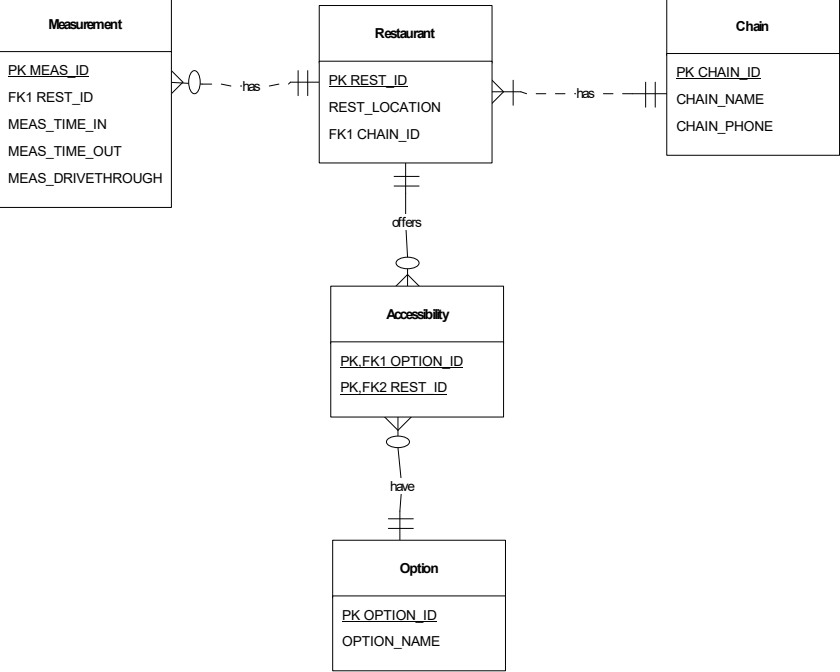 Measurement
PK MEAS_ID
FK1 REST_ID
MEAS_TIME_IN
MEAS_TIME_OUT
MEAS_DRIVETHROUGH
has
Restaurant
PK REST_ID
REST_LOCATION
FK1 CHAIN_ID
has
Chain
PK CHAIN_ID
CHAIN_NAME
CHAIN_PHONE
offers
Accessibility
PK,FK1 OPTION_ID
PK,FK2 REST_ID
have
Option
PK OPTION_ID
OPTION_NAME